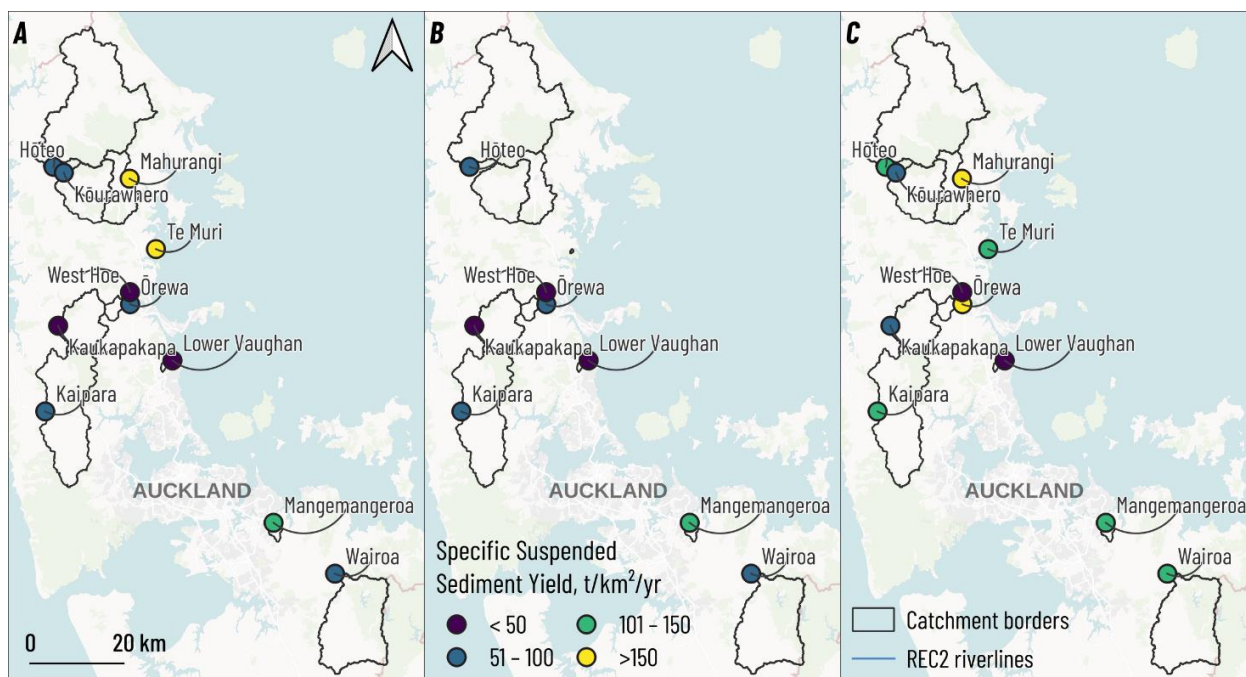 A
Hōteo
Mahurangi
Kōurawhero
Te Muri
West Hoe
Ōrewa
Kaukapakapa
Lower Vaughan
Kaipara
AUCKLAND
Mangemangeroa
Wairoa
0 20 km
B
Hōteo
West Hoe
Ōrewa
Kaukapakapa
Lower Vaughan
Kaipara
AUCKLAND
Mangemangeroa
Wairoa
Specific Suspended
Sediment Yield, t/km²/yr
< 50
101 – 150
51 – 100
>150
C
Hōteo
Mahurangi
Kōurawhero
Te Muri
West Hoe
Ōrewa
Kaukapakapa
Lower Vaughan
Kaipara
AUCKLAND
Mangemangeroa
Wairoa
Catchment borders
REC2 riverlines